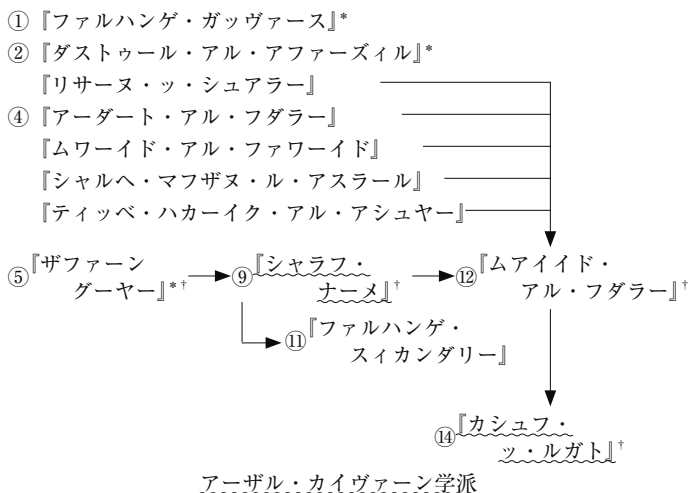 ①『ファルハンゲ・ガッヴァース』*
②『ダストゥール・アル・アファーズィル』*
『リサーヌ・ッ・シュアラー』
④『アーダート・アル・フダラー』
『ムワーイド・アル・ファワーイド』
『シャルヘ・マフザヌ・ル・アスラール』
『ティッベ・ハカーイク・アル・アシュヤー』
⑤『ザファーン
グーヤー』*†
⑨『シャラフ・
ナーメ』†
⑫『ムアイイド・
アル・フダラー』†
⑪『ファルハンゲ・
スィカンダリー』
⑭『カシュフ・
ッ・ルガト』†
アーザル・カイヴァーン学派